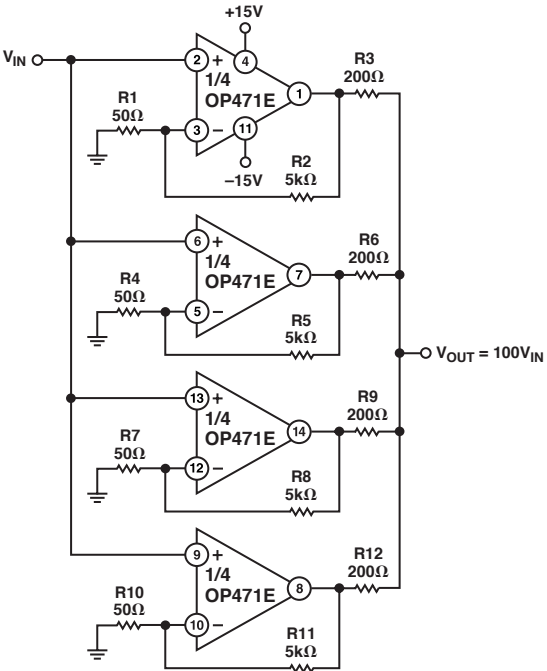 +15V
V_IN
2
+
4
R3
200Ω
1/4
OP471E
1
R1
50Ω
3
–
11
R2
5kΩ
–15V
6
+
R6
200Ω
1/4
OP471E
7
R4
50Ω
5
–
R5
5kΩ
V_OUT = 100V_IN
13
+
R9
200Ω
1/4
OP471E
14
R7
50Ω
12
–
R8
5kΩ
9
+
R12
200Ω
1/4
OP471E
8
R10
50Ω
10
–
R11
5kΩ